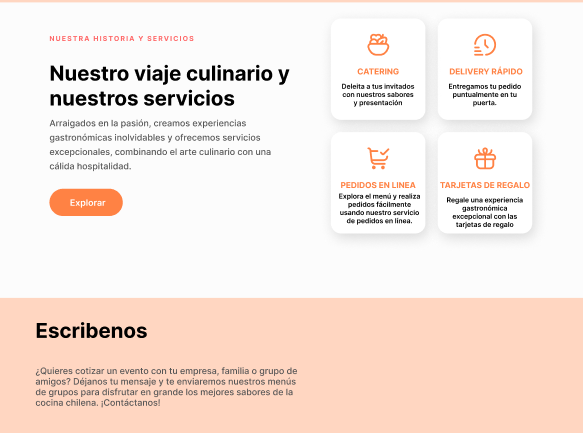 NUESTRA HISTORIA Y SERVICIOS
Nuestro viaje culinario y
nuestros servicios
Arraigados en la pasión, creamos experiencias
gastronómicas inolvidables y ofrecemos servicios
excepcionales, combinando el arte culinario con una
cálida hospitalidad.
Explorar
CATERING
Deleita a tus invitados
con nuestros sabores
y presentación
DELIVERY RÁPIDO
Entregamos tu pedido
puntualmente en tu
puerta.
PEDIDOS EN LINEA
Explora el menú y realiza
pedidos fácilmente
usando nuestro servicio
de pedidos en línea.
TARJETAS DE REGALO
Regale una experiencia
gastronómica
excepcional con las
tarjetas de regalo
Escribenos
¿Quieres cotizar un evento con tu empresa, familia o grupo de
amigos? Déjanos tu mensaje y te enviaremos nuestros menús
de grupos para disfrutar en grande los mejores sabores de la
cocina chilena. ¡Contáctanos!